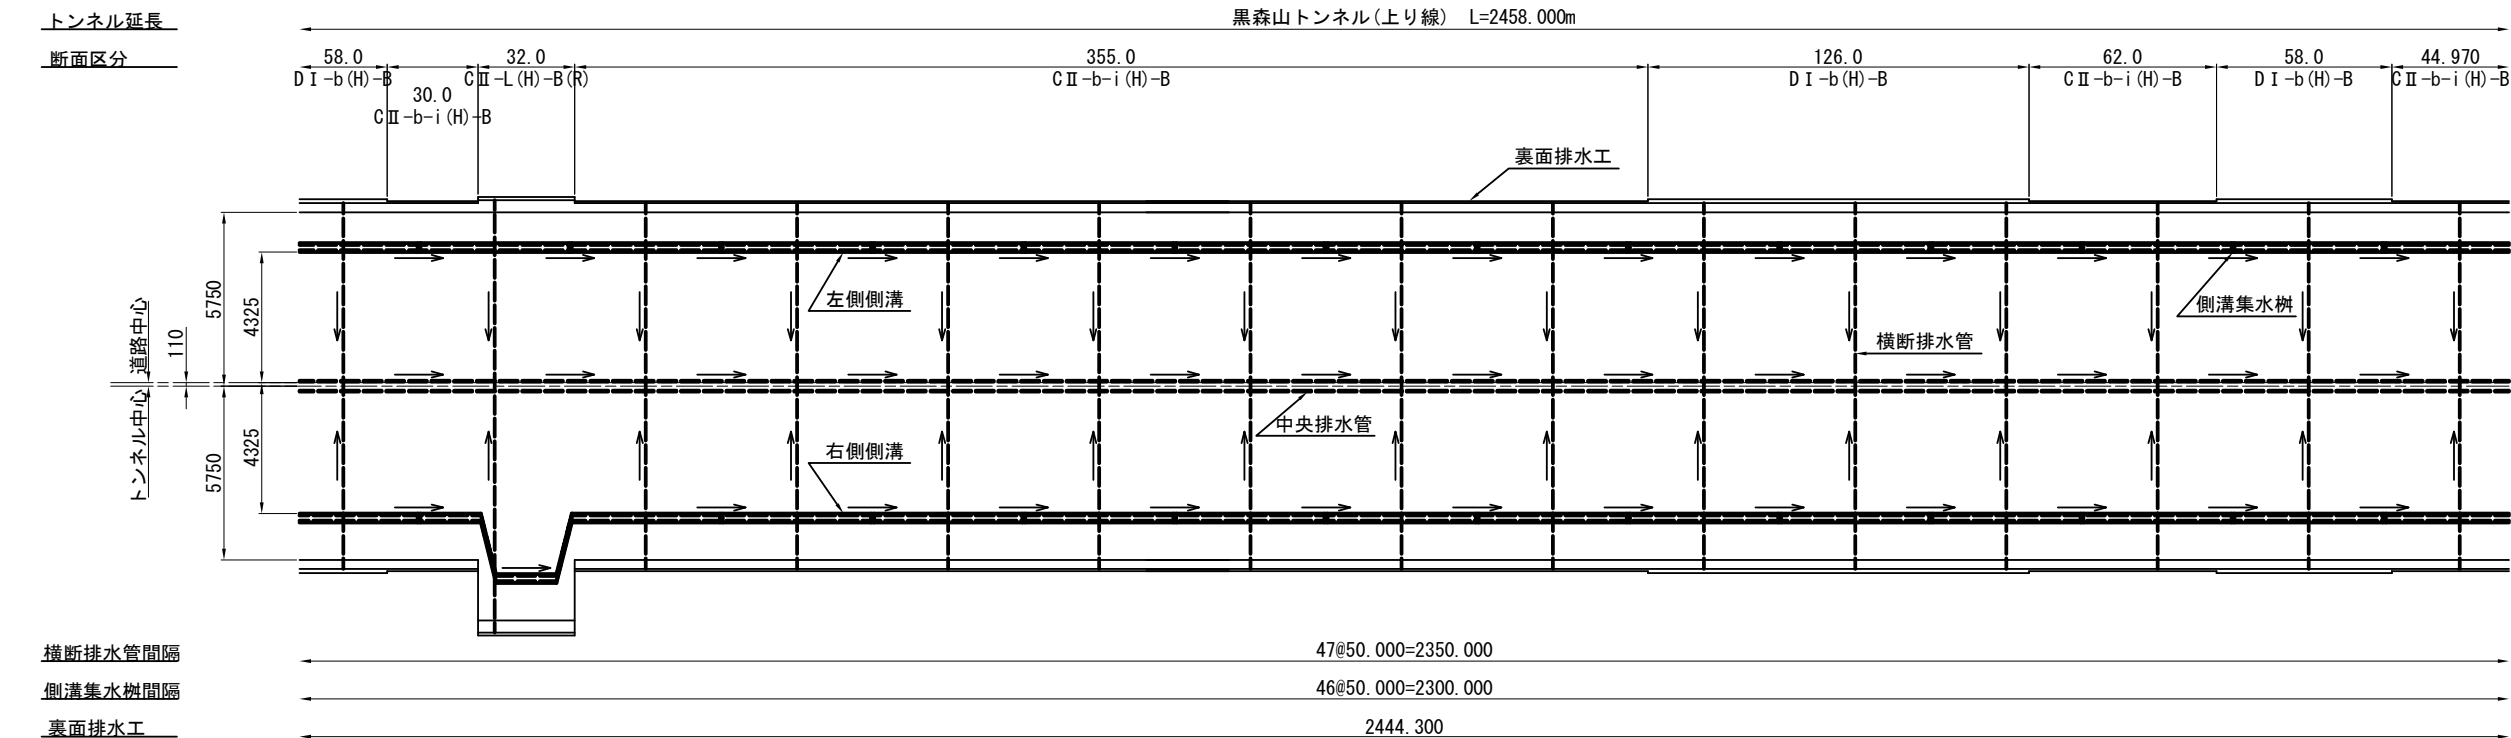 トンネル延長
黒森山トンネル(上り線) L=2458.000m
断面区分
58.0
32.0
355.0
126.0
62.0
58.0
44.970
DⅠ-b(H)-B
CⅡ-L(H)-B(R)
CⅡ-b-i(H)-B
DⅠ-b(H)-B
CⅡ-b-i(H)-B
DⅠ-b(H)-B
CⅡ-b-i(H)-B
30.0
CⅡ-b-i(H)-B
裏面排水工
左側側溝
側溝集水桝
横断排水管
道路中心
トンネル中心
110
5750
4325
5750
4325
中央排水管
右側側溝
横断排水管間隔
47@50.000=2350.000
側溝集水桝間隔
46@50.000=2300.000
裏面排水工
2444.300